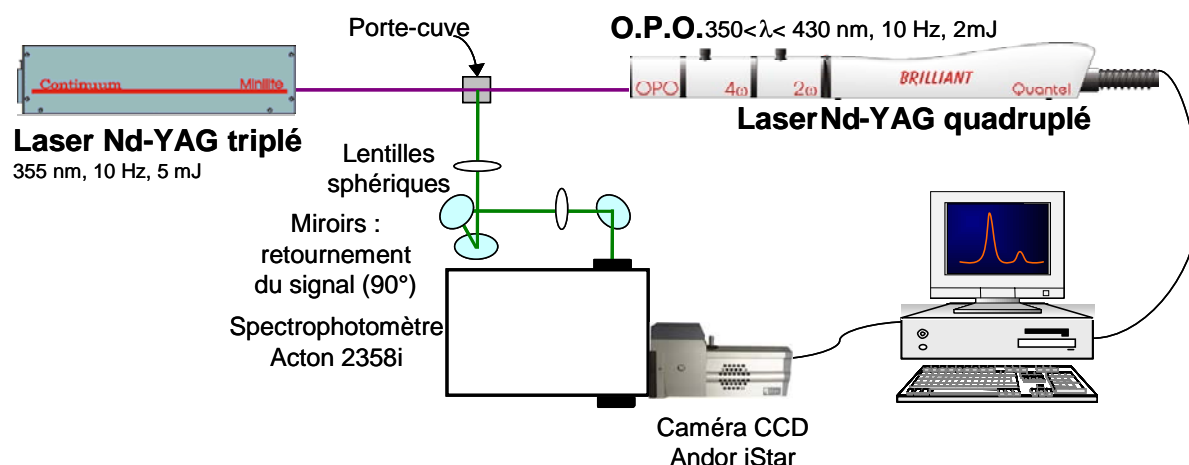 Porte-cuve
O.P.O. 350<λ< 430 nm, 10 Hz, 2mJ
Continuum
Minilite
OPO
4ω
2ω
BRILLIANT
Quantel
Laser Nd-YAG triplé
355 nm, 10 Hz, 5 mJ
Laser Nd-YAG quadruplé
Lentilles
sphériques
Miroirs :
retournement
du signal (90°)
Spectrophotomètre
Acton 2358i
Caméra CCD
Andor iStar